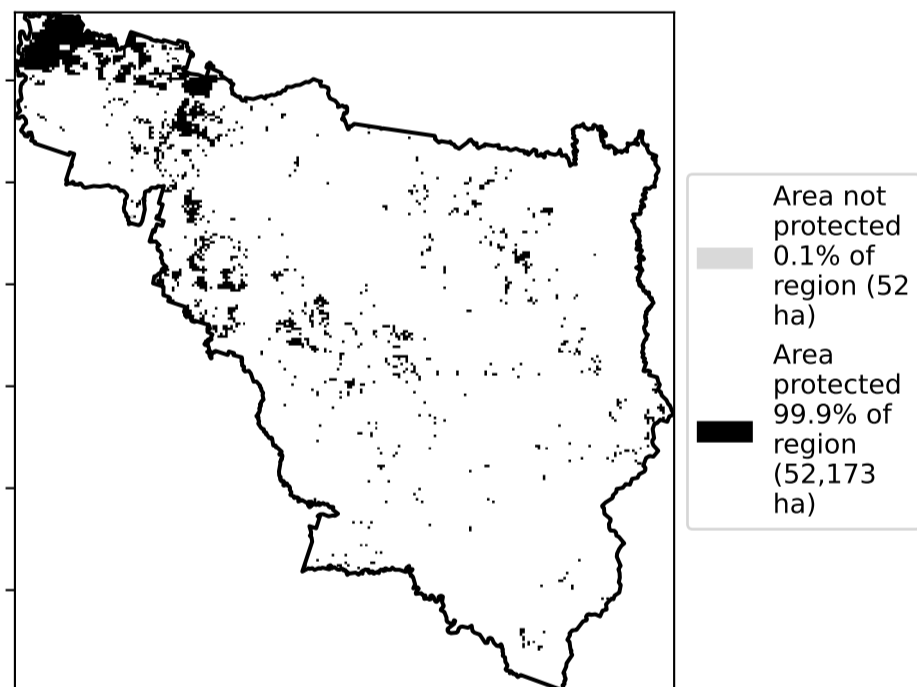 Area not
protected
0.1% of
region (52
ha)
Area
protected
99.9% of
region
(52,173
ha)